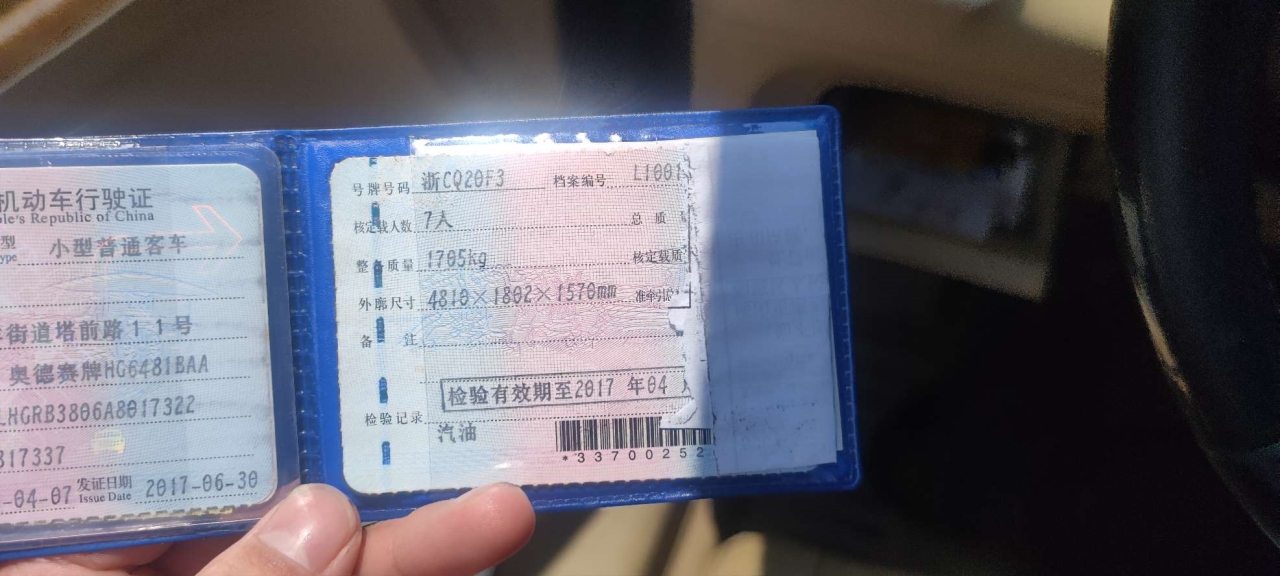 机动车行驶证
ple's Republic of China
型 小型普通客车
ype
街道塔前路11号
奥德赛牌HG6481BAA
LHGRB3806A8017322
317337
-04-07 发证日期 2017-06-30
Issue Date
号牌号码 浙CQ20F3 档案编号 L1001
核定载人数 7人 总 质
整备质量 1705kg 核定载质
外廓尺寸 4810×1802×1570mm 准牵引
备 注
检验有效期至2017 年04
检验记录
汽油
*33700252